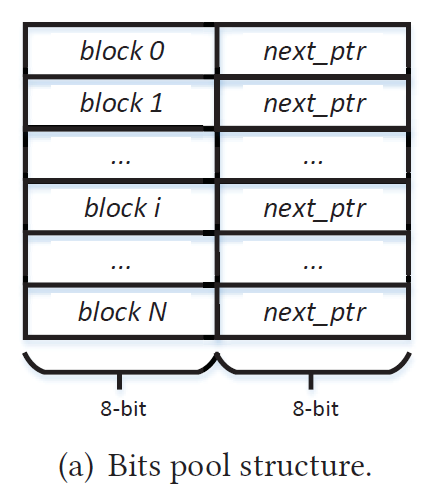 block 0 next_ptr
block 1 next_ptr
... ...
block i next_ptr
... ...
block N next_ptr
8-bit 8-bit
(a) Bits pool structure.